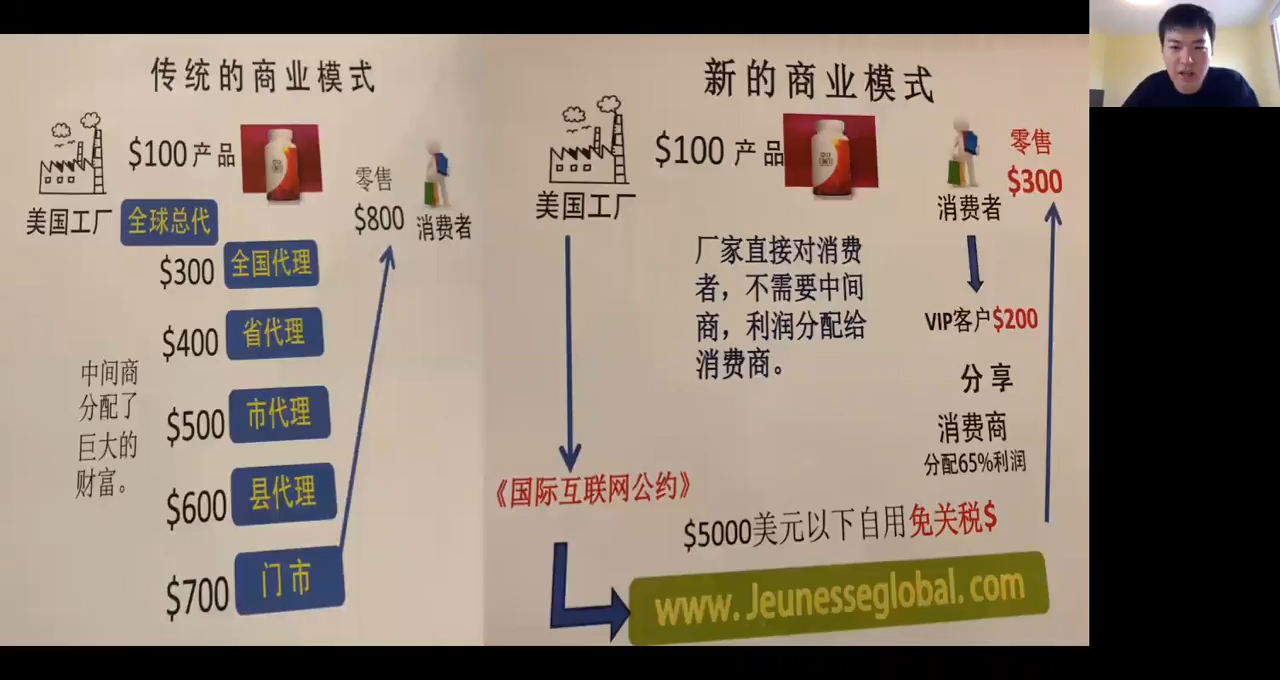 传统的商业模式
$100产品
美国工厂
全球总代
零售
$800
消费者
$300
全国代理
$400
省代理
中间商
分配了
巨大的
财富。
$500
市代理
$600
县代理
$700
门市
新的商业模式
$100产品
美国工厂
零售
$300
消费者
厂家直接对消费
者，不需要中间
商，利润分配给
消费商。
VIP客户$200
分享
消费商
分配65%利润
《国际互联网公约》
$5000美元以下自用免关税$
www.Jeunesseglobal.com